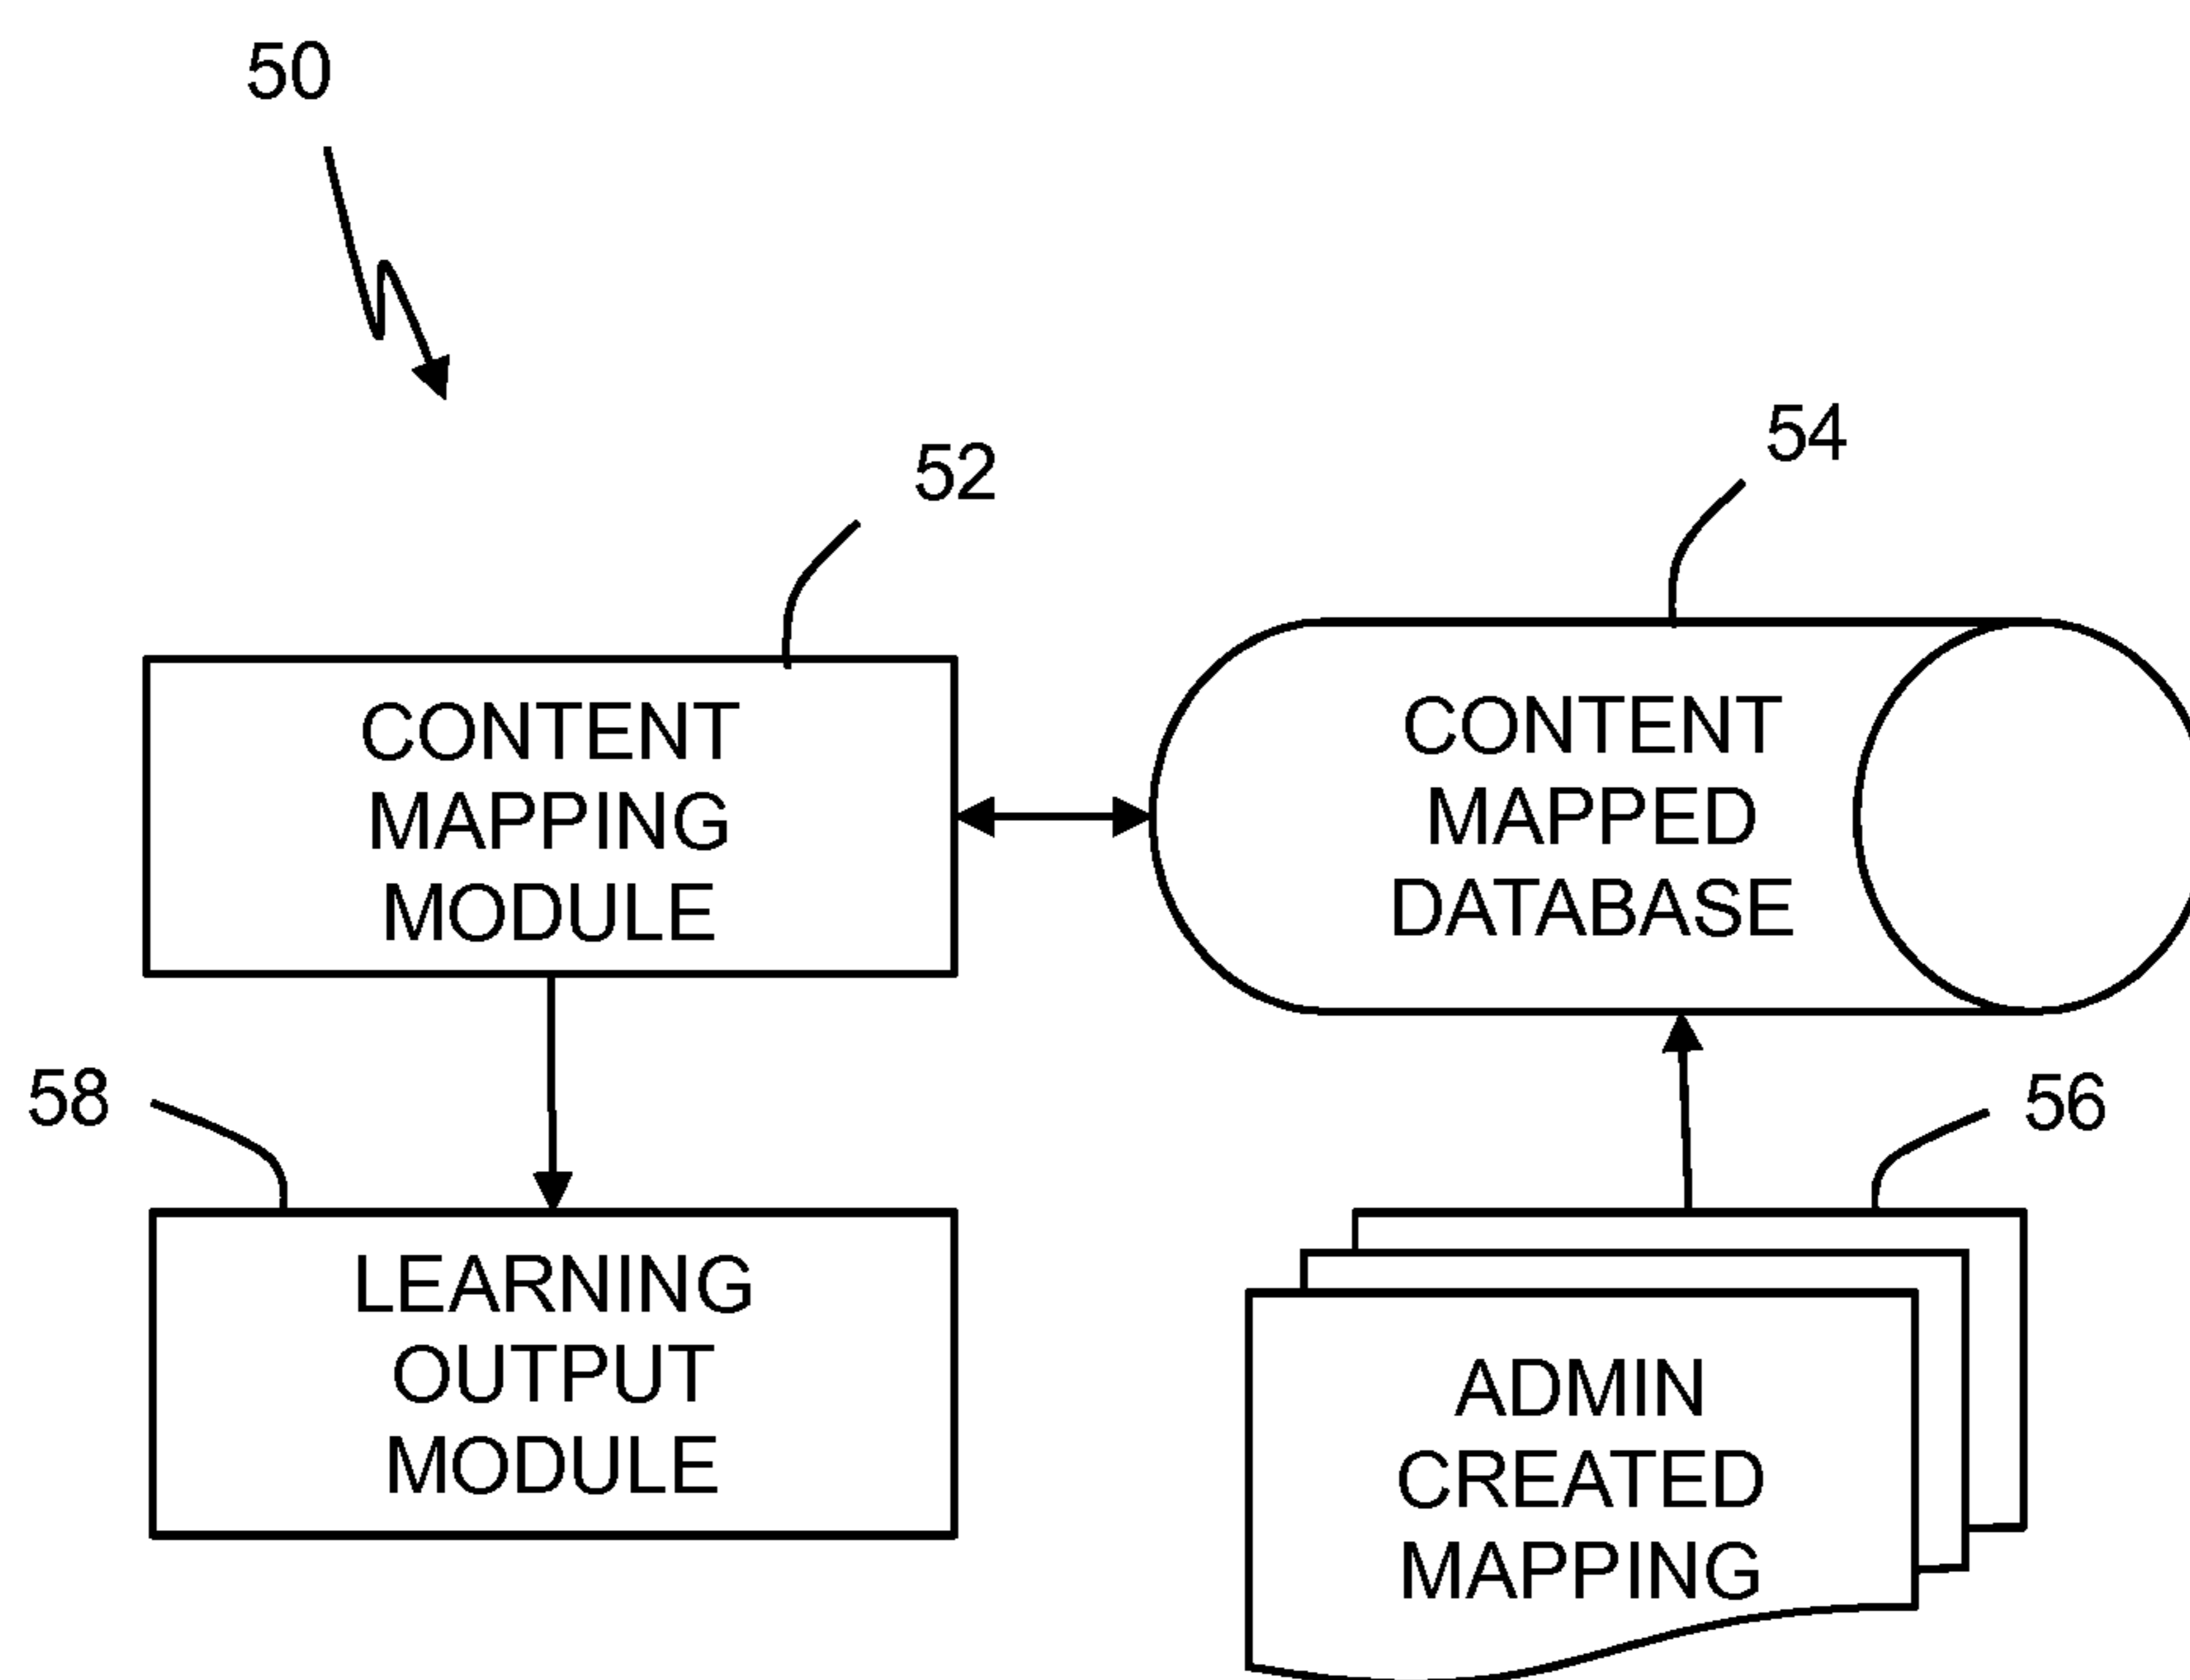 50
52
54
CONTENT
MAPPING
MODULE
CONTENT
MAPPED
DATABASE
58
56
LEARNING
OUTPUT
MODULE
ADMIN
CREATED
MAPPING